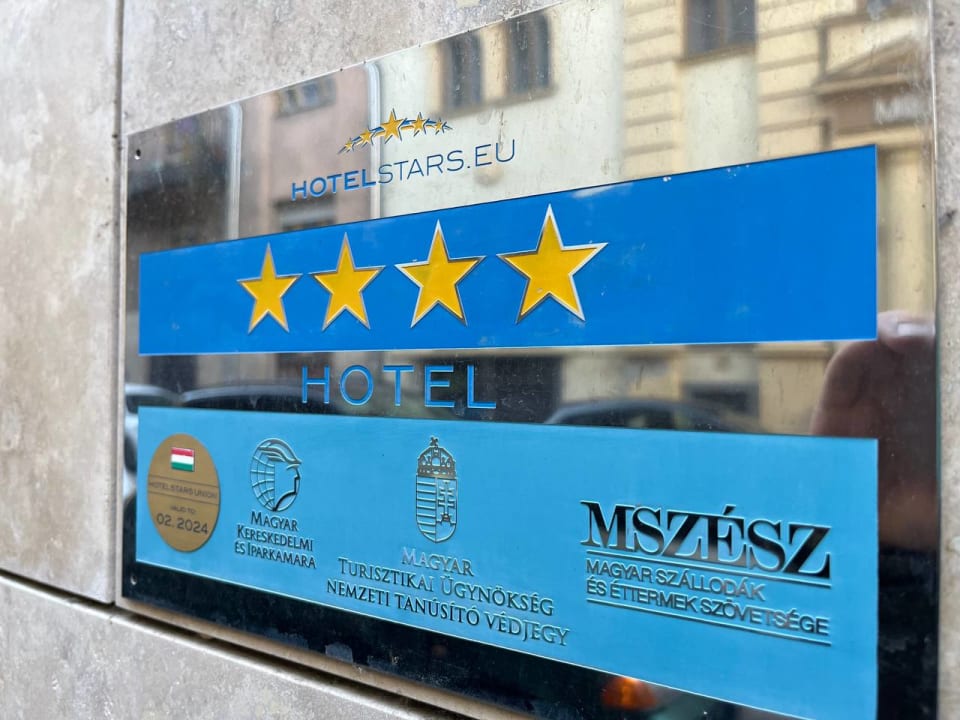 HOTELSTARS.EU
HOTEL
HOTELSTARS UNION
VALID TO:
02. 2024
MAGYAR
KERESKEDELMI
ÉS IPARKAMARA
MAGYAR
TURISZTIKAI ÜGYNÖKSÉG
NEMZETI TANÚSÍTÓ VÉDJEGY
MSZÉSZ
MAGYAR SZÁLLODÁK
ÉS ÉTTERMEK SZÖVETSÉGE